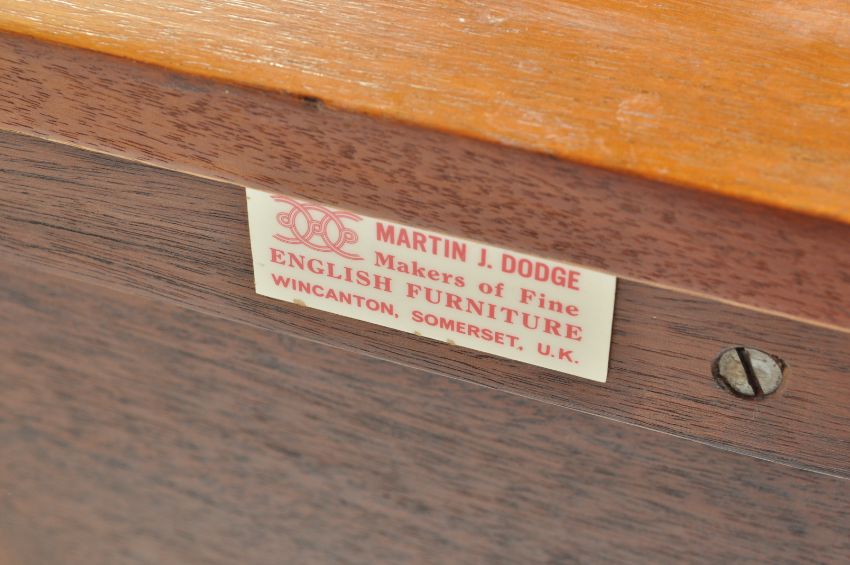 MARTIN J. DODGE
Makers of Fine
ENGLISH FURNITURE
WINCANTON, SOMERSET, U.K.